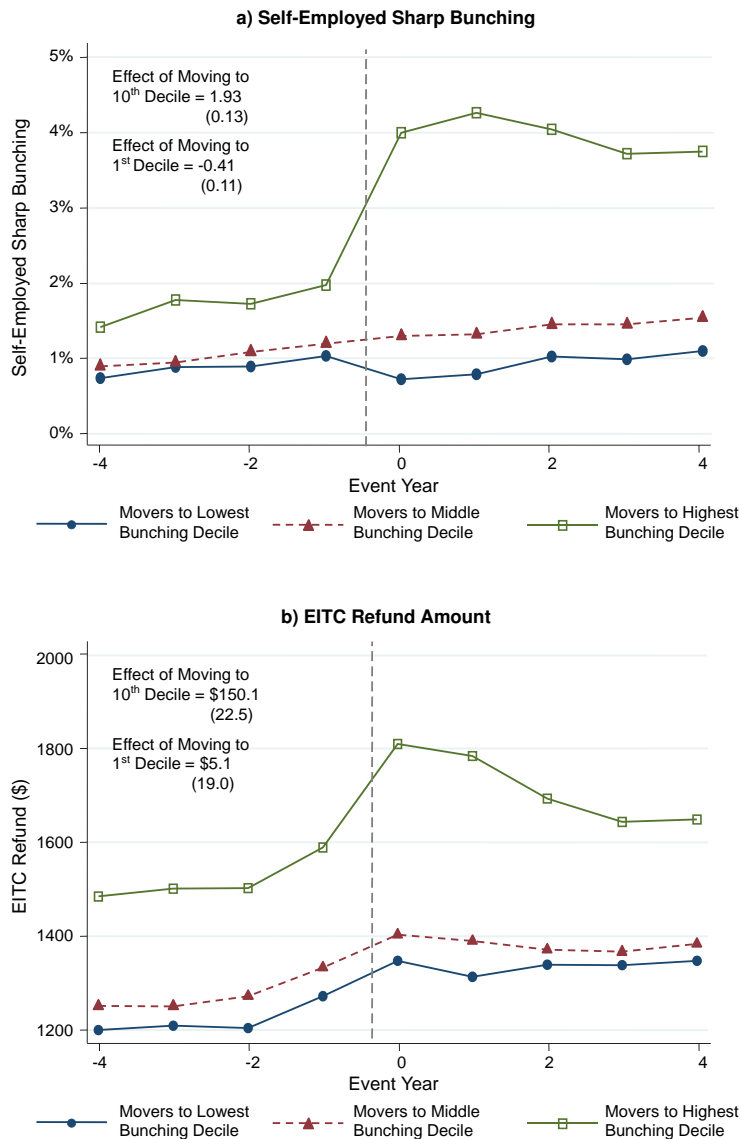 a) Self-Employed Sharp Bunching
5%
4%
3%
2%
1%
0%
Self-Employed Sharp Bunching
Effect of Moving to
10th Decile = 1.93
(0.13)
Effect of Moving to
1st Decile = -0.41
(0.11)
-4
-2
0
2
4
Event Year
Movers to Lowest
Bunching Decile
Movers to Middle
Bunching Decile
Movers to Highest
Bunching Decile
b) EITC Refund Amount
2000
1800
1600
1400
1200
EITC Refund ($)
Effect of Moving to
10th Decile = $150.1
(22.5)
Effect of Moving to
1st Decile = $5.1
(19.0)
-4
-2
0
2
4
Event Year
Movers to Lowest
Bunching Decile
Movers to Middle
Bunching Decile
Movers to Highest
Bunching Decile